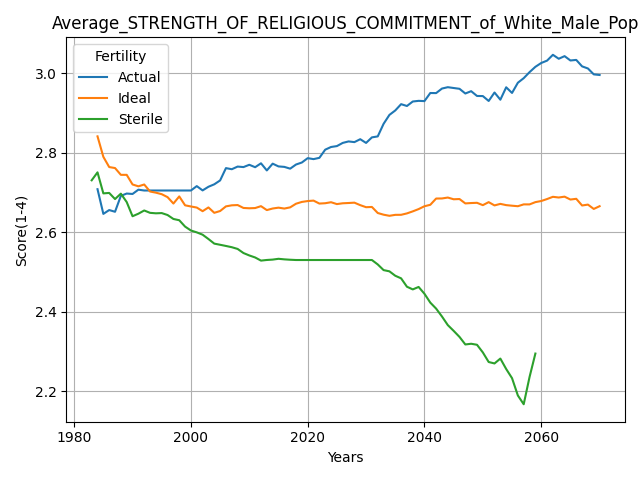 Average_STRENGTH_OF_RELIGIOUS_COMMITMENT_of_White_Male_Pop
Fertility
Actual
Ideal
Sterile
Score(1-4)
3.0
2.8
2.6
2.4
2.2
1980 2000 2020 2040 2060
Years